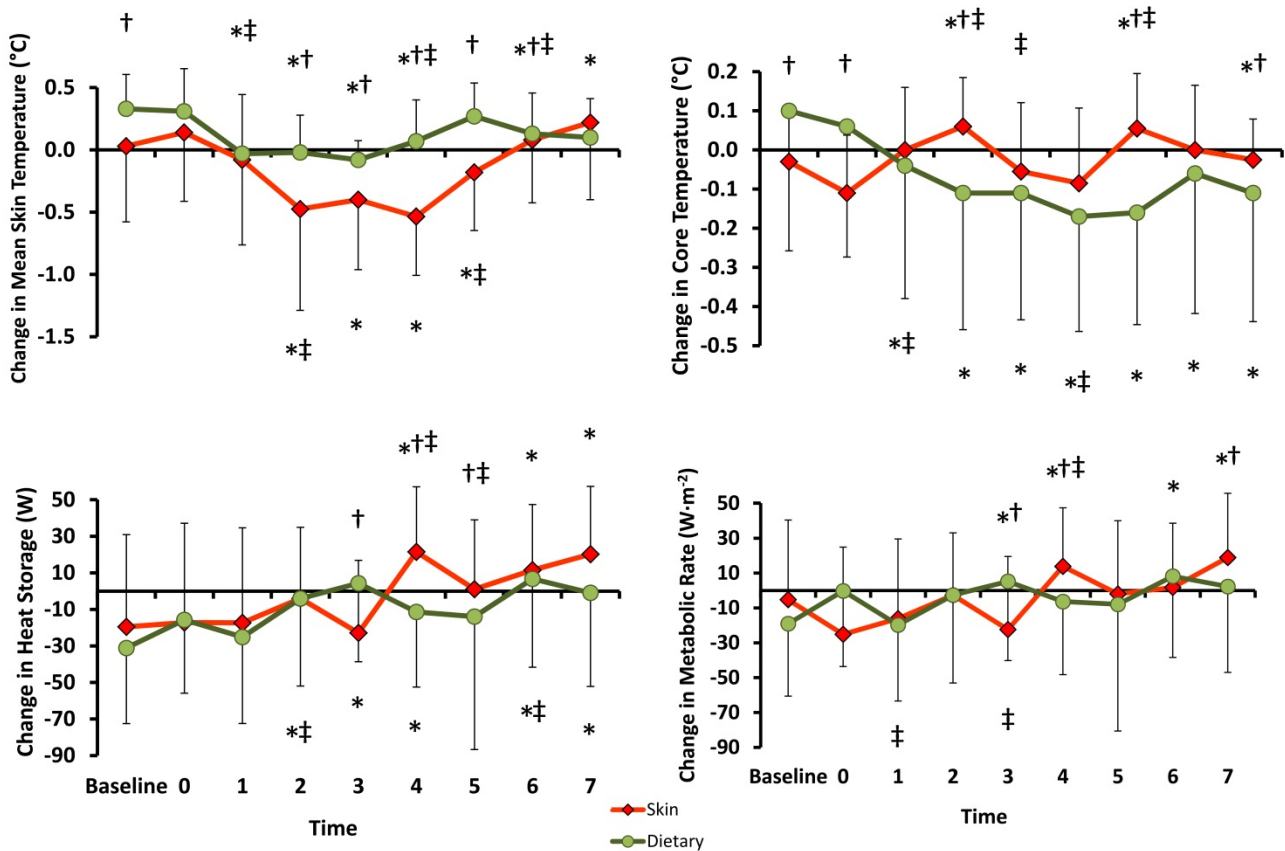 Change in Mean Skin Temperature (°C)
† *‡ *† *† *†‡ † *†‡ *
0.5
0.0
-0.5
-1.0
-1.5
*‡ * * *‡
Change in Core Temperature (°C)
† † *†‡ ‡ *†‡ *†
0.2
0.1
0.0
-0.1
-0.2
-0.3
-0.4
-0.5
*‡ * * *‡ * * *
Change in Heat Storage (W)
† *†‡ †‡ * *
50
30
10
-10
-30
-50
-70
-90
*‡ * * *‡ *
Baseline 0 1 2 3 4 5 6 7
Time
Change in Metabolic Rate (W·m-2)
*† *†‡ * *†
50
30
10
-10
-30
-50
-70
-90
‡ ‡
Baseline 0 1 2 3 4 5 6 7
Time
Skin
Dietary